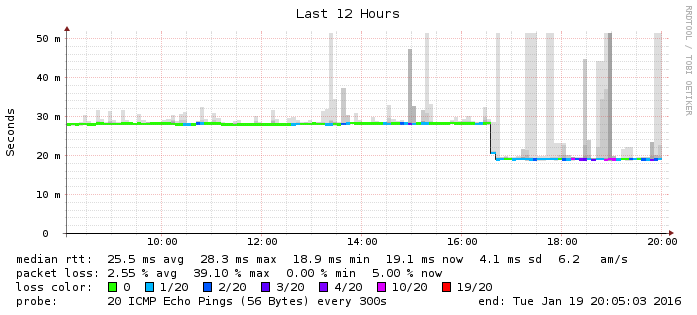 Last 12 Hours
RRDTOOL / TOBI OETIKER
Seconds
50 m
40 m
30 m
20 m
10 m
0
10:00 12:00 14:00 16:00 18:00 20:00
median rtt: 25.5 ms avg 28.3 ms max 18.9 ms min 19.1 ms now 4.1 ms sd 6.2 am/s
packet loss: 2.55 % avg 39.10 % max 0.00 % min 5.00 % now
loss color: 0 1/20 2/20 3/20 4/20 10/20 19/20
probe: 20 ICMP Echo Pings (56 Bytes) every 300s end: Tue Jan 19 20:05:03 2016